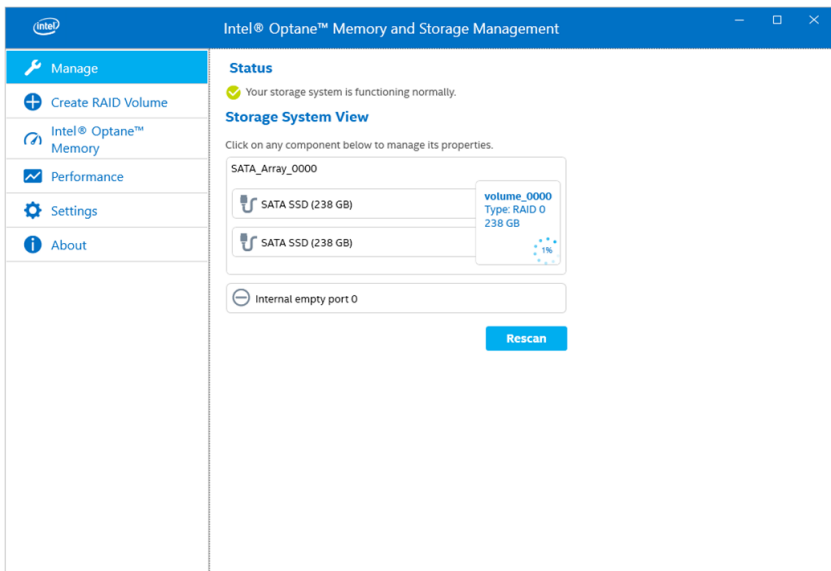 intel
Intel® Optane™ Memory and Storage Management
Manage
Create RAID Volume
Intel® Optane™
Memory
Performance
Settings
About
Status
Your storage system is functioning normally.
Storage System View
Click on any component below to manage its properties.
SATA_Array_0000
SATA SSD (238 GB)
SATA SSD (238 GB)
volume_0000
Type: RAID 0
238 GB
1%
Internal empty port 0
Rescan